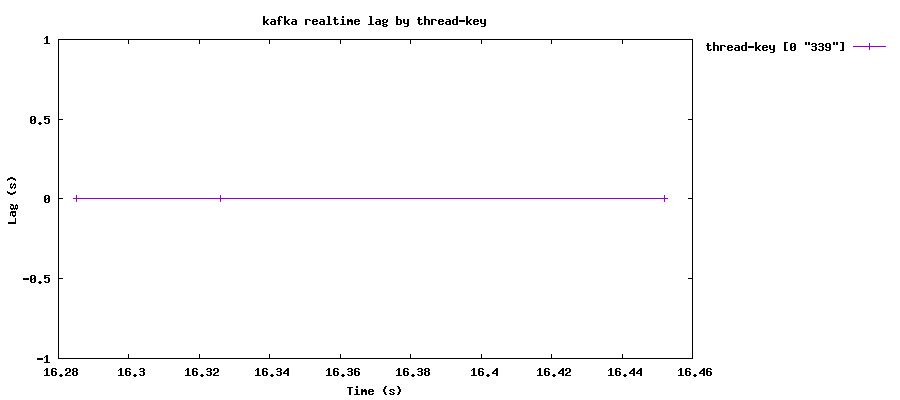 kafka realtime lag by thread-key
thread-key [0 "339"]
1
0.5
0
-0.5
-1
Lag (s)
16.28 16.3 16.32 16.34 16.36 16.38 16.4 16.42 16.44 16.46
Time (s)